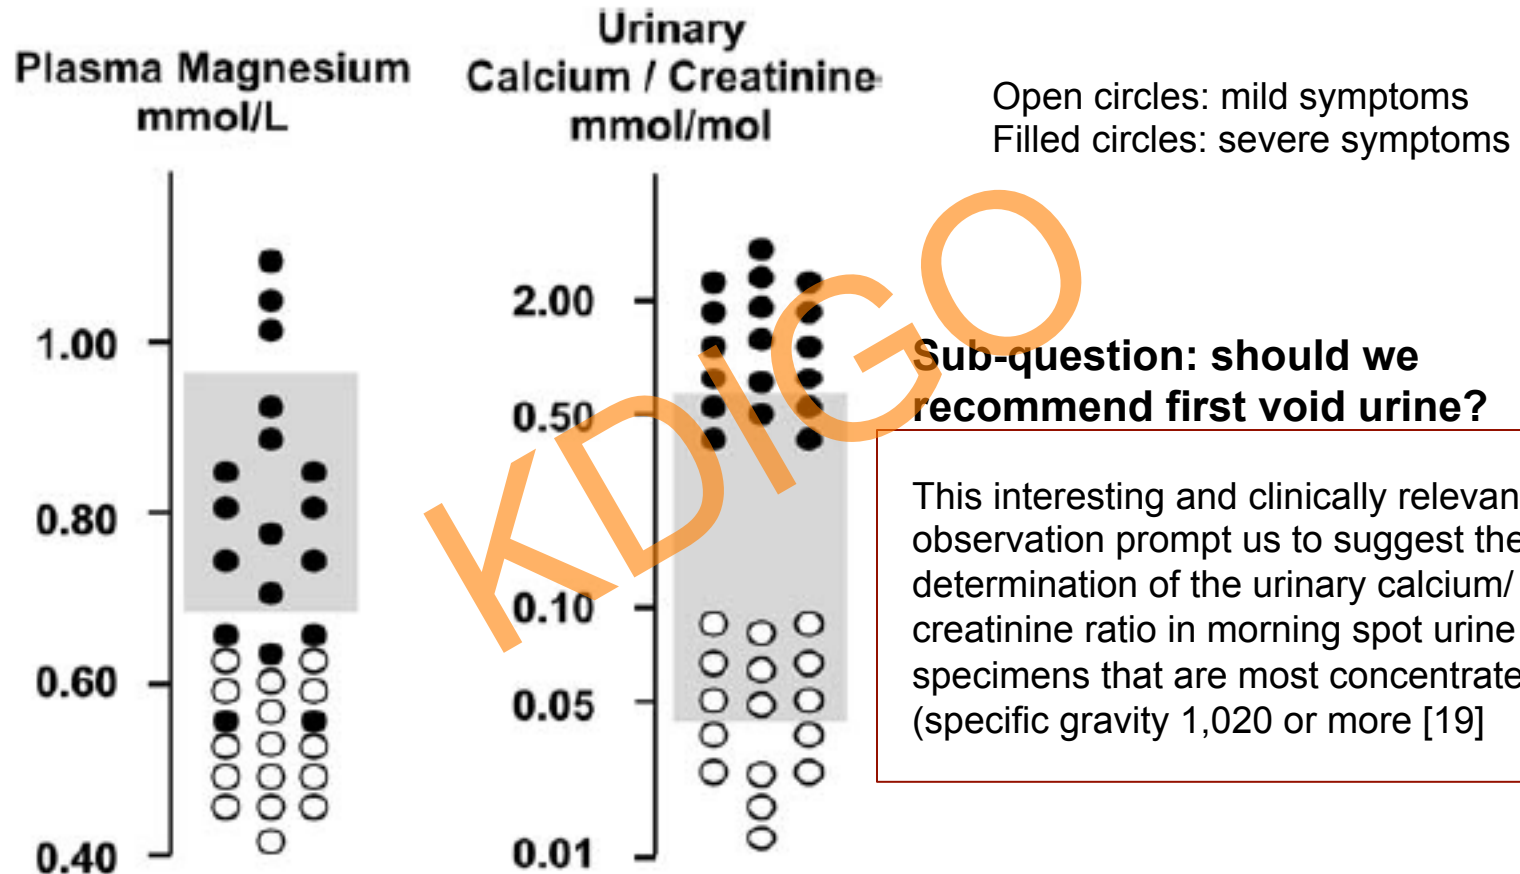 Plasma Magnesium
mmol/L
1.00
0.80
0.60
0.40
Urinary
Calcium / Creatinine
mmol/mol
2.00
0.50
0.10
0.05
0.01
Open circles: mild symptoms
Filled circles: severe symptoms
Sub-question: should we
recommend first void urine?
This interesting and clinically relevan
observation prompt us to suggest the
determination of the urinary calcium/
creatinine ratio in morning spot urine
specimens that are most concentrate
(specific gravity 1,020 or more [19]
KDIGO